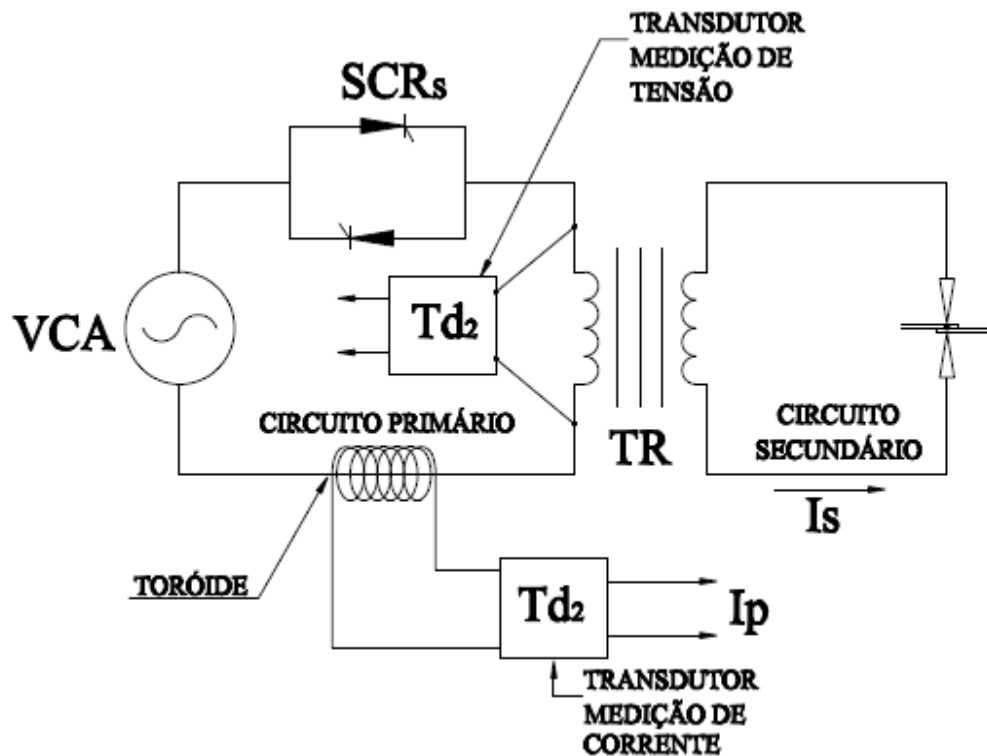 TRANSDUTOR
MEDIÇÃO DE
TENSÃO
SCRs
VCA
Td2
CIRCUITO PRIMÁRIO
TR
CIRCUITO
SECUNDÁRIO
Is
TORÓIDE
Td2
Ip
TRANSDUTOR
MEDIÇÃO DE
CORRENTE